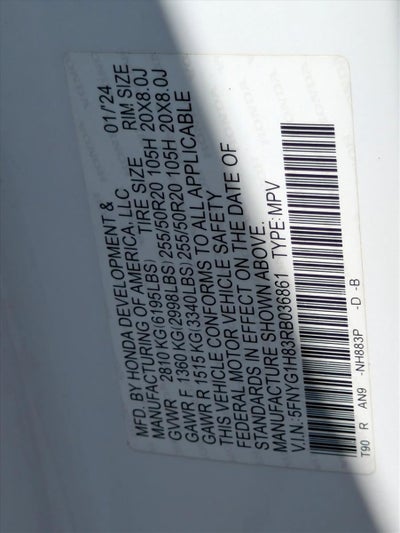 MFD. BY HONDA DEVELOPMENT & 01/'24
MANUFACTURING OF AMERICA, LLC
TIRE SIZE RIM SIZE
GVWR 2810 KG(6195LBS)
GAWR F 1360 KG(2998LBS) 255/50R20 105H 20X8.0J
GAWR R 1515 KG(3340LBS) 255/50R20 105H 20X8.0J
THIS VEHICLE CONFORMS TO ALL APPLICABLE
FEDERAL MOTOR VEHICLE SAFETY
STANDARDS IN EFFECT ON THE DATE OF
MANUFACTURE SHOWN ABOVE.
V.I.N: 5FNYG1H83RB036861 TYPE: MPV
T90 R AN9 -NH883P -D -B